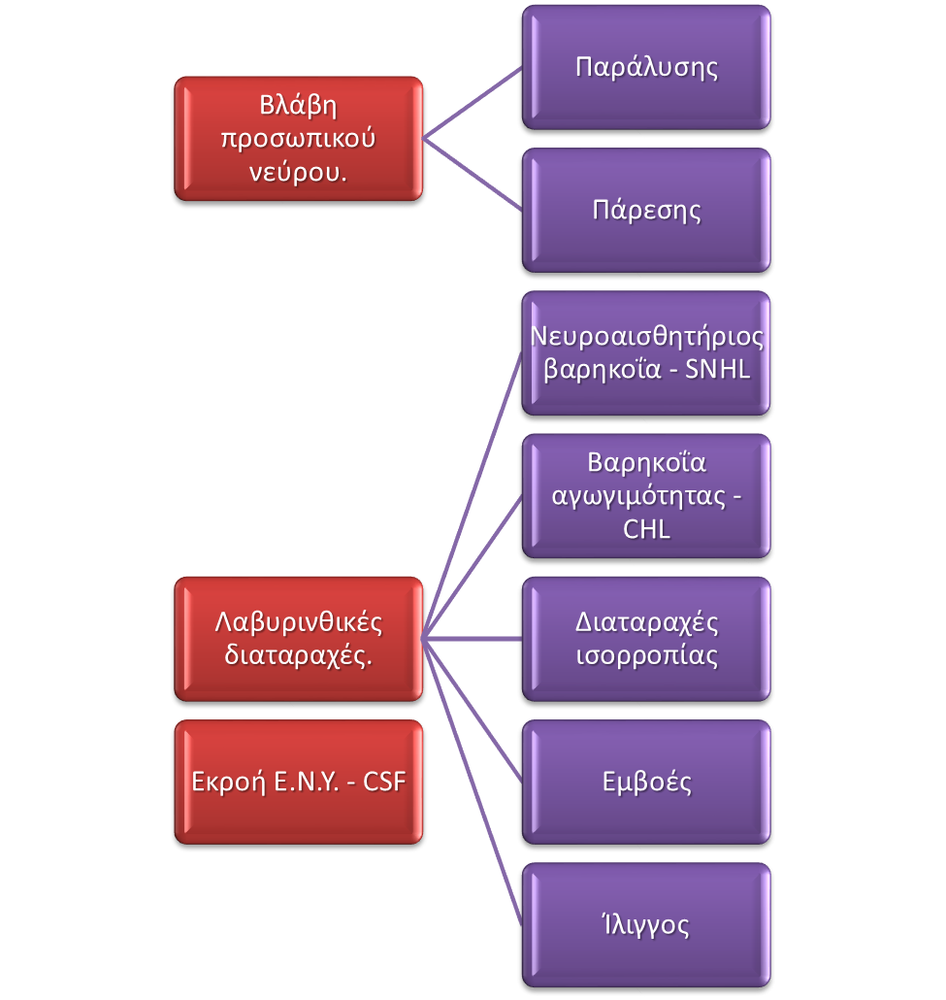 Βλάβη
προσωπικού
νεύρου.
Παράλυσης
Πάρεσης
Λαβυρινθικές
διαταραχές.
Νευροαισθητήριος
βαρηκοΐα - SNHL
Βαρηκοΐα
αγωγιμότητας -
CHL
Διαταραχές
ισορροπίας
Εμβοές
Ίλιγγος
Εκροή Ε.Ν.Υ. - CSF